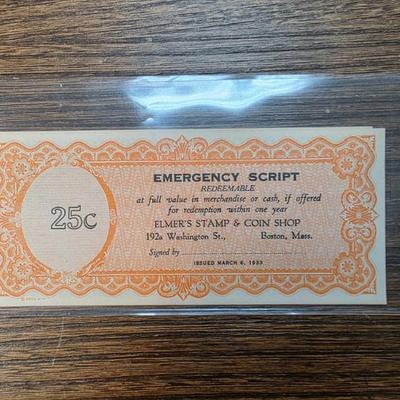 EMERGENCY SCRIPT
REDEEMABLE
at full value in merchandise or cash, if offered
for redemption within one year
25c
ELMER'S STAMP & COIN SHOP
192a Washington St., Boston, Mass.
Signed by
ISSUED MARCH 6, 1933